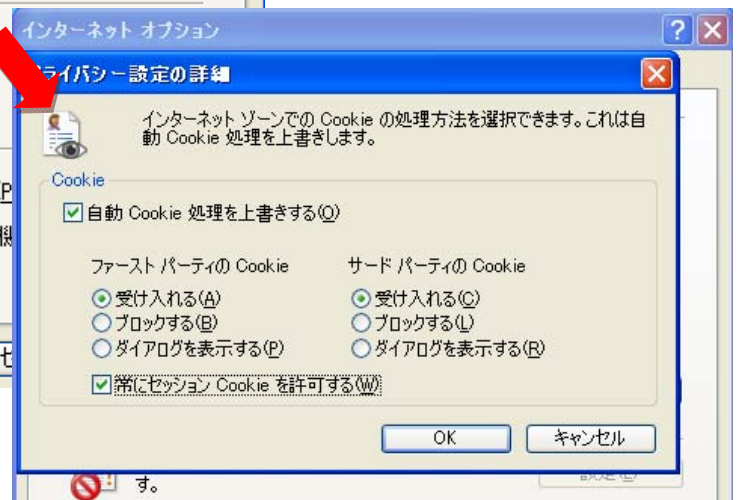 インターネット オプション
ライバシー設定の詳細
インターネット ゾーンでの Cookie の処理方法を選択できます。これは自
動 Cookie 処理を上書きします。
Cookie
自動 Cookie 処理を上書きする(O)
ファースト パーティの Cookie サード パーティの Cookie
受け入れる(A) 受け入れる(C)
ブロックする(B) ブロックする(L)
ダイアログを表示する(P) ダイアログを表示する(R)
常にセッション Cookie を許可する(W)
OK キャンセル
す。